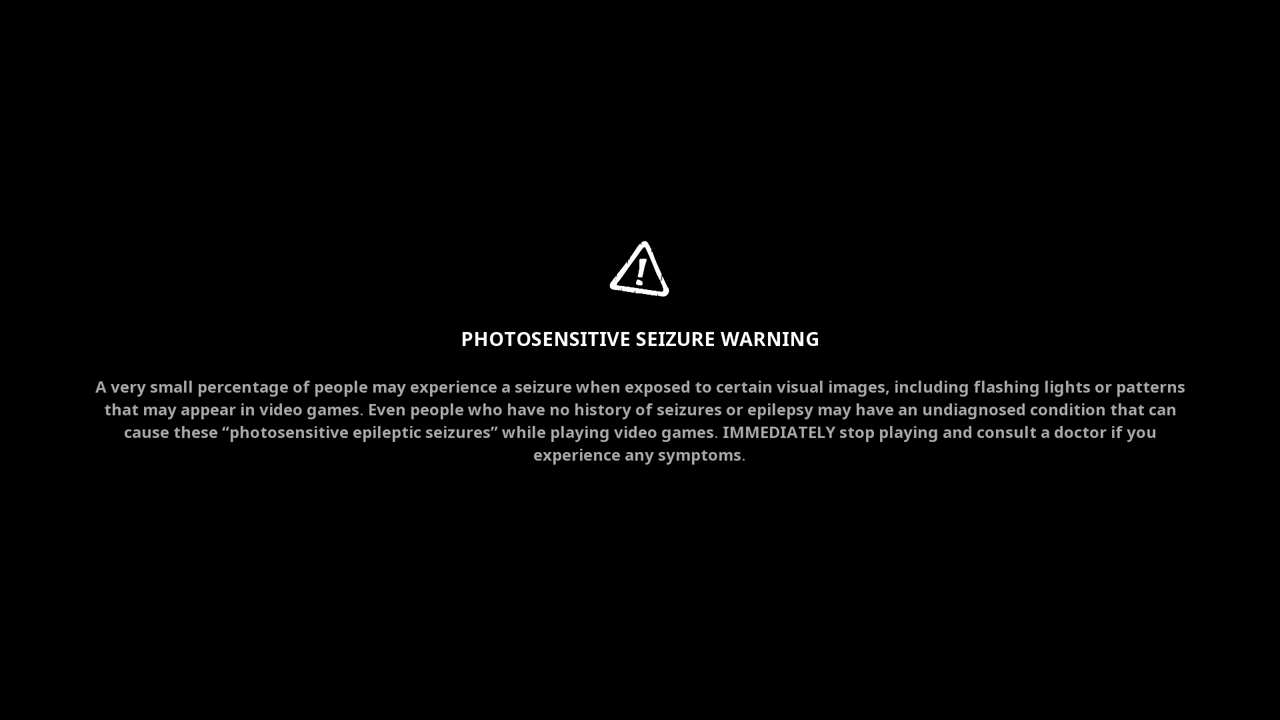 PHOTOSENSITIVE SEIZURE WARNING
A very small percentage of people may experience a seizure when exposed to certain visual images, including flashing lights or patterns
that may appear in video games. Even people who have no history of seizures or epilepsy may have an undiagnosed condition that can
cause these “photosensitive epileptic seizures” while playing video games. IMMEDIATELY stop playing and consult a doctor if you
experience any symptoms.